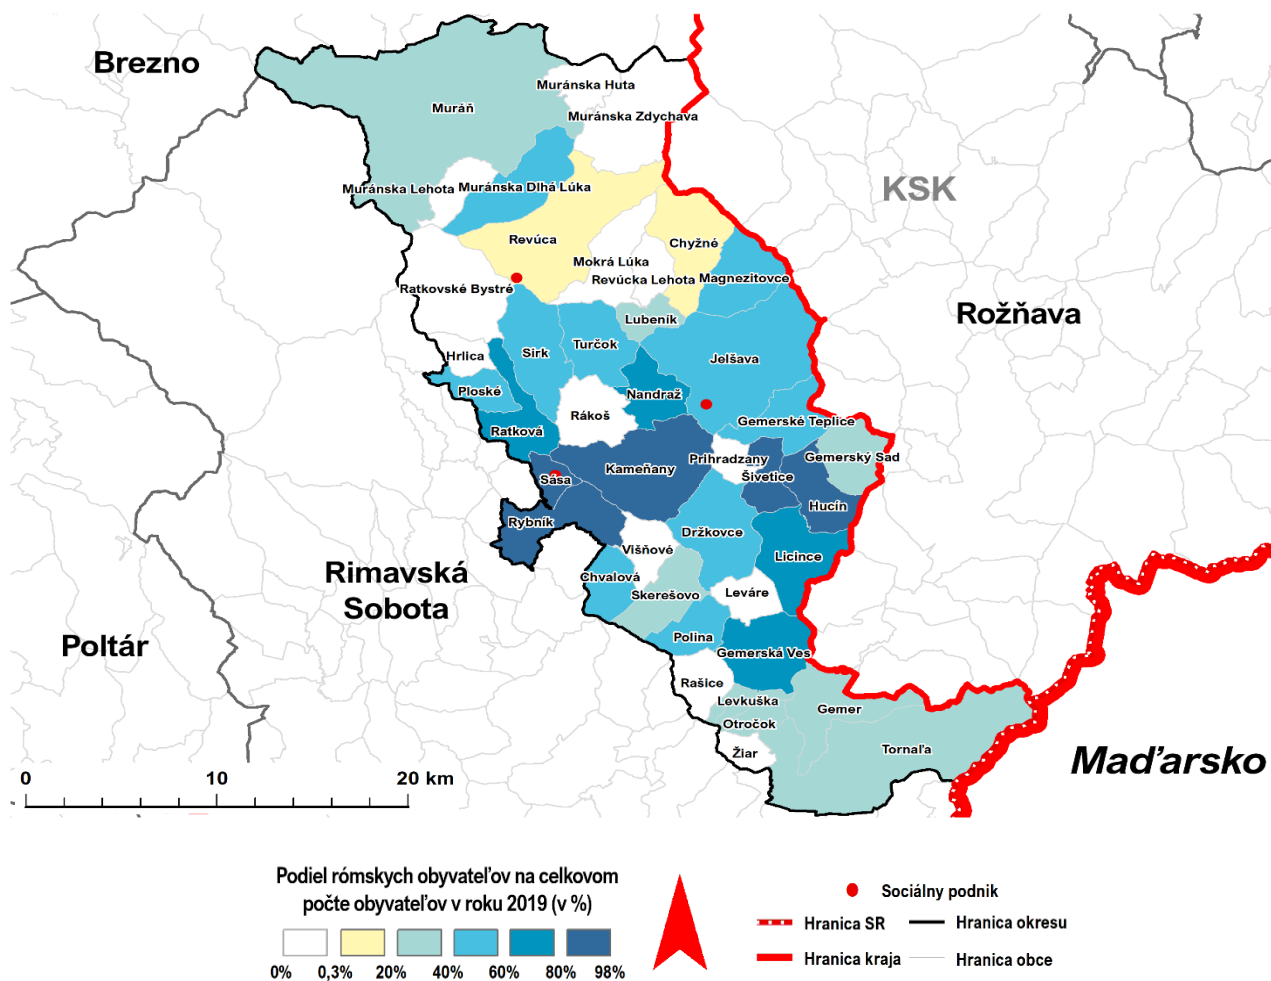 Brezno
Muránska Huta
Muráň
Muránska Zdychava
Muránska Lehota
Muránska Dlhá Lúka
KSK
Revúca
Chyžné
Mokrá Lúka
Revúcka Lehota
Magnezitovce
Ratkovské Bystré
Rožňava
Lubeník
Turčok
Sirk
Hrlica
Jelšava
Ploské
Nandraž
Rákoš
Gemerské Teplice
Ratková
Prihradzany
Gemerský Sad
Kameňany
Šivetice
Sása
Hucín
Rybník
Držkovce
Višňové
Licince
Rimavská
Sobota
Chvalová
Skerešovo
Leváre
Poltár
Polina
Gemerská Ves
Rašice
Levkuška
Gemer
Otročok
Žiar
Tornaľa
Maďarsko
0 10 20 km
Podiel rómskych obyvateľov na celkovom
počte obyvateľov v roku 2019 (v %)
0% 0,3% 20% 40% 60% 80% 98%
Sociálny podnik
Hranica SR
Hranica okresu
Hranica kraja
Hranica obce